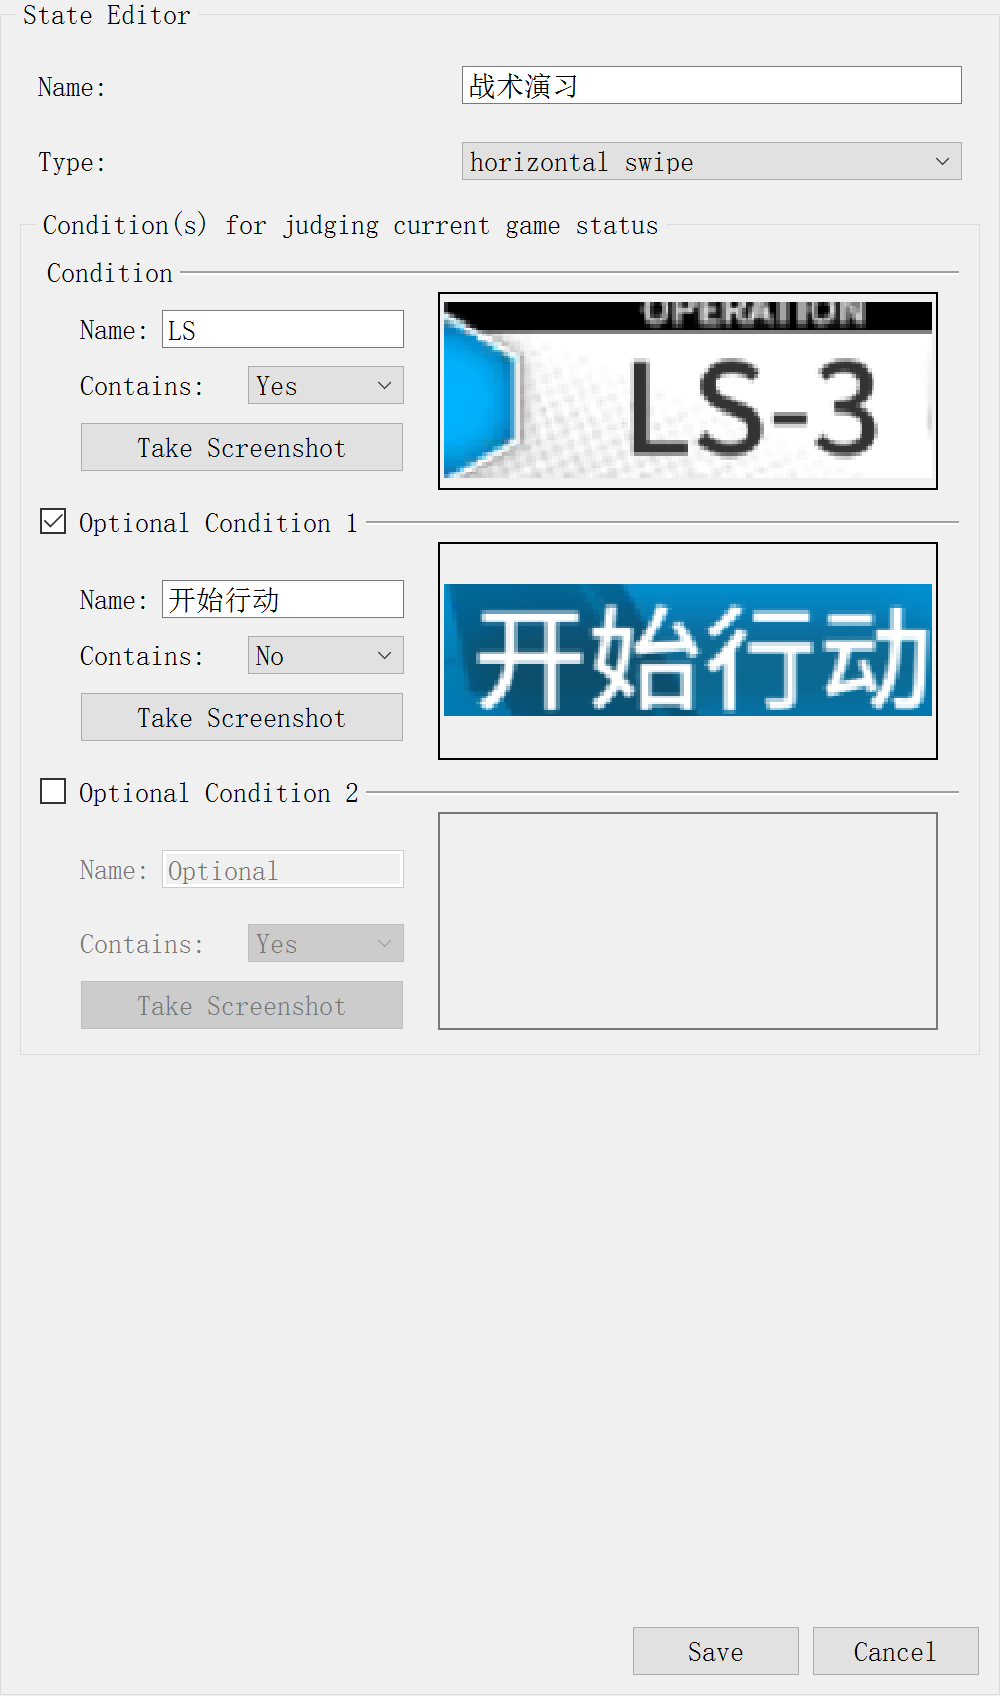 State Editor
Name: 战术演习
Type: horizontal swipe
Condition(s) for judging current game status
Condition
Name: LS
Contains: Yes
Take Screenshot
OPERATION
LS-3
Optional Condition 1
Name: 开始行动
Contains: No
Take Screenshot
开始行动
Optional Condition 2
Name: Optional
Contains: Yes
Take Screenshot
Save Cancel